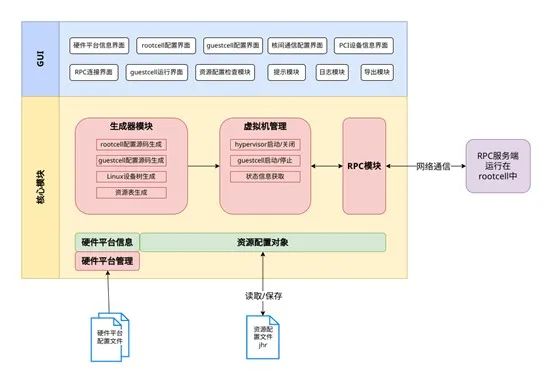 GUI
硬件平台信息界面
rootcell配置界面
guestcell配置界面
核间通信配置界面
PCI设备信息界面
RPC连接界面
guestcell运行界面
资源配置检查模块
提示模块
日志模块
导出模块
核心模块
生成器模块
rootcell配置源码生成
guestcell配置源码生成
Linux设备树生成
资源表生成
虚拟机管理
hypervisor启动/关闭
guestcell启动/停止
状态信息获取
RPC模块
网络通信
RPC服务端
运行在
rootcell中
硬件平台信息
资源配置对象
硬件平台管理
读取/保存
硬件平台
配置文件
资源配
置文件
jhr